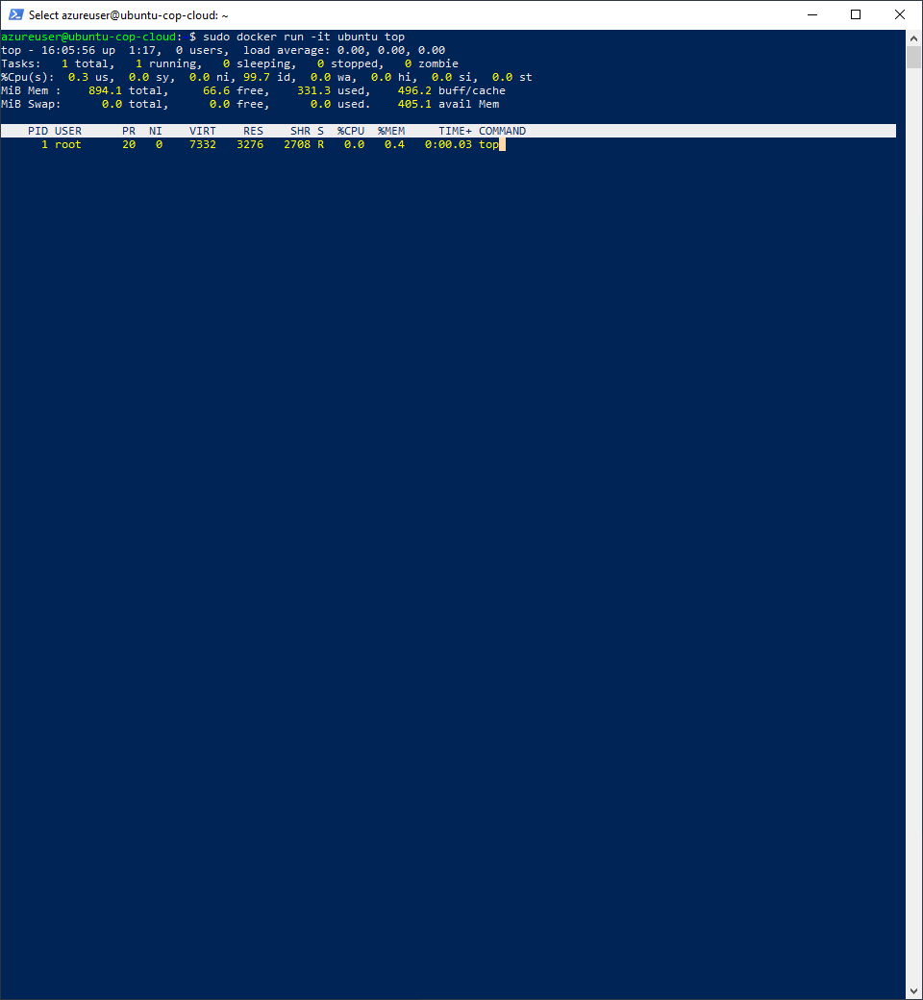 Select azureuser@ubuntu-cop-cloud: ~
azureuser@ubuntu-cop-cloud: $ sudo docker run -it ubuntu top
top - 16:05:56 up  1:17,  0 users,  load average: 0.00, 0.00, 0.00
Tasks:   1 total,   1 running,   0 sleeping,   0 stopped,   0 zombie
%Cpu(s):  0.3 us,  0.0 sy,  0.0 ni, 99.7 id,  0.0 wa,  0.0 hi,  0.0 si,  0.0 st
MiB Mem :    894.1 total,     66.6 free,    331.3 used,    496.2 buff/cache
MiB Swap:      0.0 total,      0.0 free,      0.0 used.    405.1 avail Mem
    PID USER      PR  NI    VIRT    RES    SHR S  %CPU  %MEM     TIME+ COMMAND
      1 root      20   0    7332   3276   2708 R   0.0   0.4   0:00.03 top